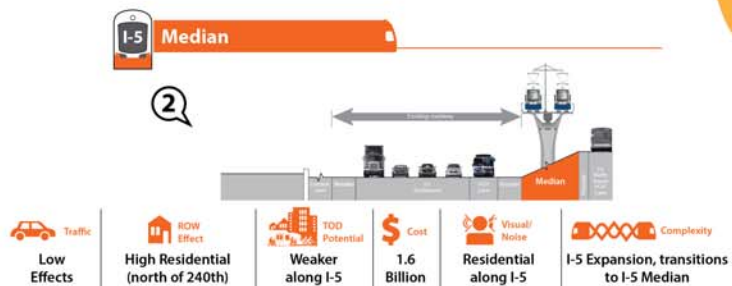 I-5 Median
2
Existing roadway
Median
Traffic
ROW
Effect
TOD
Potential
Cost
Visual/
Noise
Complexity
Low
Effects
High Residential
(north of 240th)
Weaker
along I-5
1.6
Billion
Residential
along I-5
I-5 Expansion, transitions
to I-5 Median